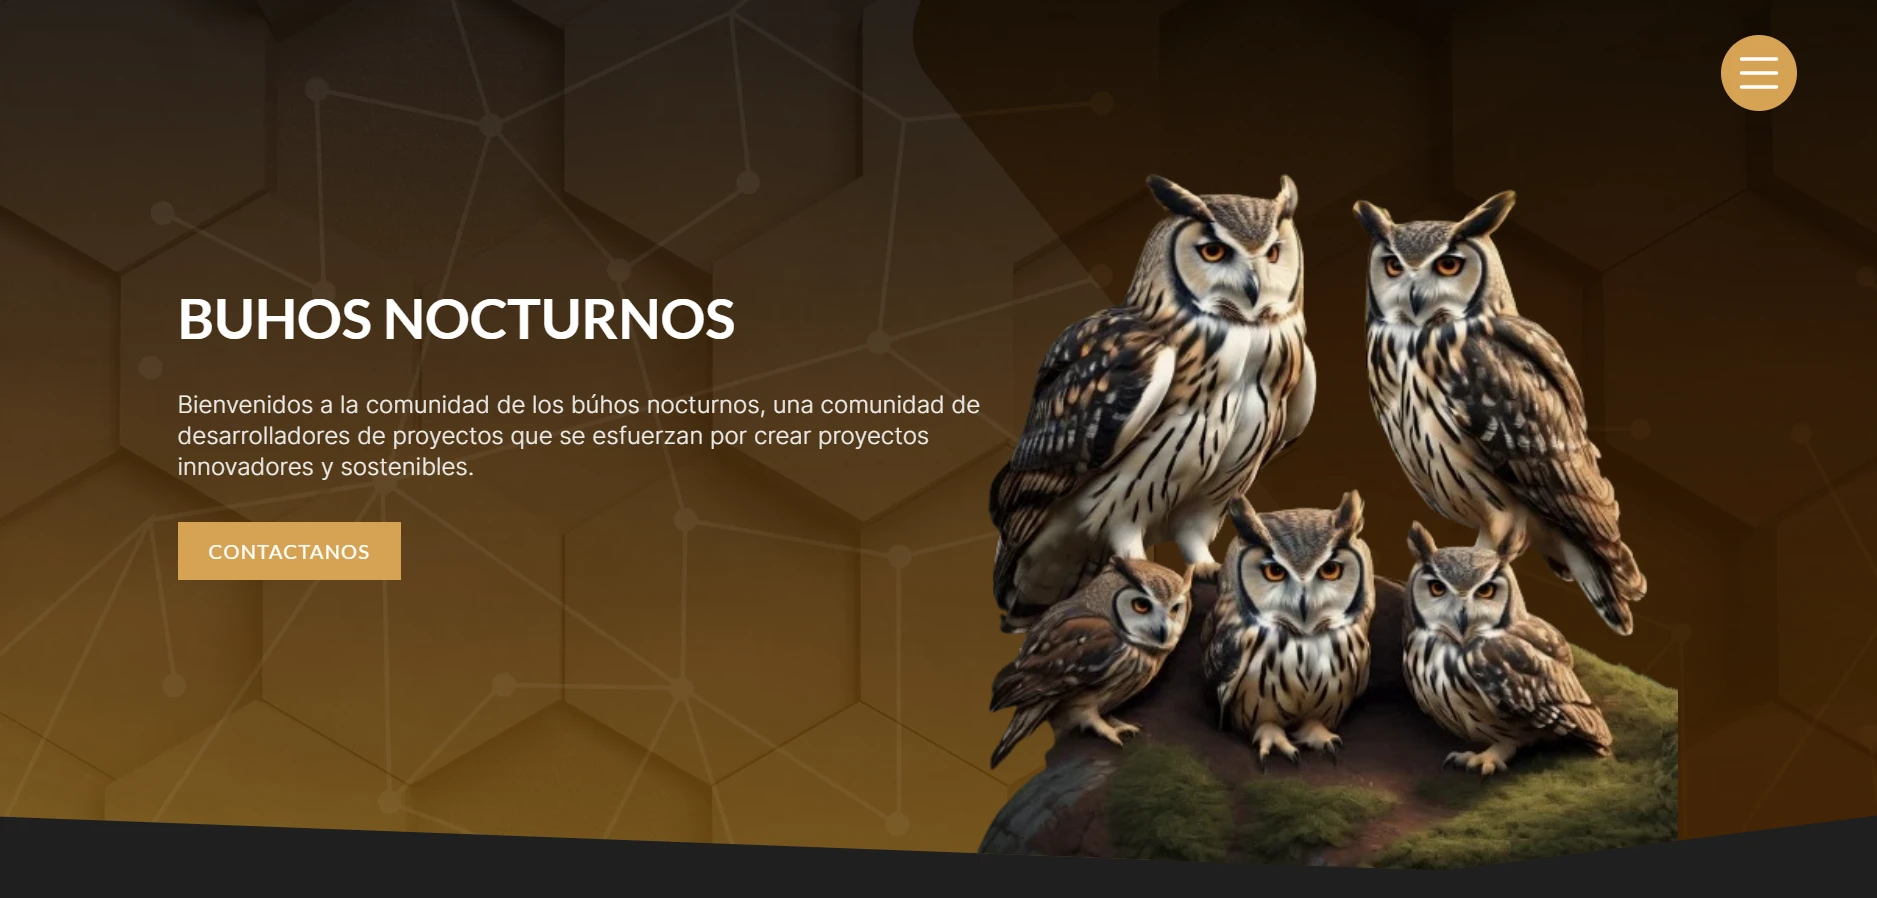 BUHOS NOCTURNOS
Bienvenidos a la comunidad de los búhos nocturnos, una comunidad de
desarrolladores de proyectos que se esfuerzan por crear proyectos
innovadores y sostenibles.
CONTACTANOS